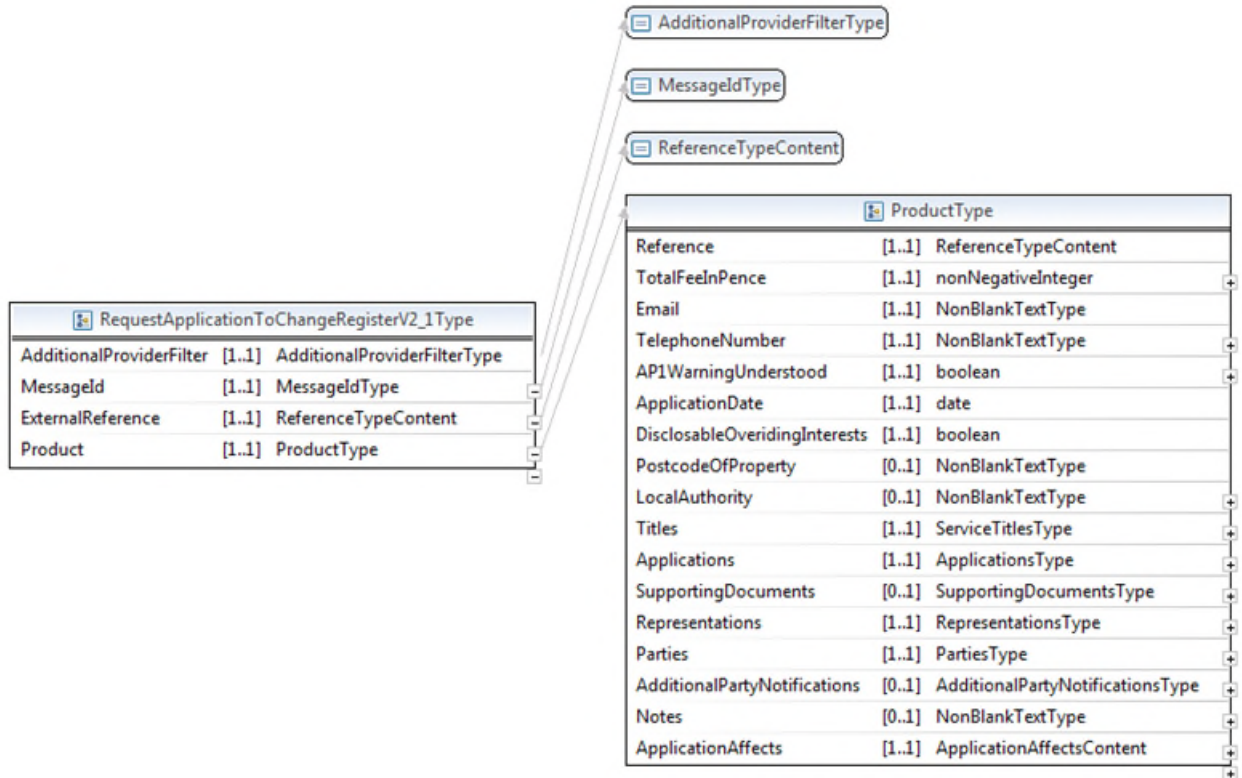 AdditionalProviderFilterType
MessageIdType
ReferenceTypeContent
ProductType
Reference [1..1] ReferenceTypeContent
TotalFeeInPence [1..1] nonNegativeInteger
Email [1..1] NonBlankTextType
TelephoneNumber [1..1] NonBlankTextType
AP1WarningUnderstood [1..1] boolean
ApplicationDate [1..1] date
DisclosableOveridingInterests [1..1] boolean
PostcodeOfProperty [0..1] NonBlankTextType
LocalAuthority [0..1] NonBlankTextType
Titles [1..1] ServiceTitlesType
Applications [1..1] ApplicationsType
SupportingDocuments [0..1] SupportingDocumentsType
Representations [1..1] RepresentationsType
Parties [1..1] PartiesType
AdditionalPartyNotifications [0..1] AdditionalPartyNotificationsType
Notes [0..1] NonBlankTextType
ApplicationAffects [1..1] ApplicationAffectsContent
RequestApplicationToChangeRegisterV2_1Type
AdditionalProviderFilter [1..1] AdditionalProviderFilterType
MessageId [1..1] MessageIdType
ExternalReference [1..1] ReferenceTypeContent
Product [1..1] ProductType